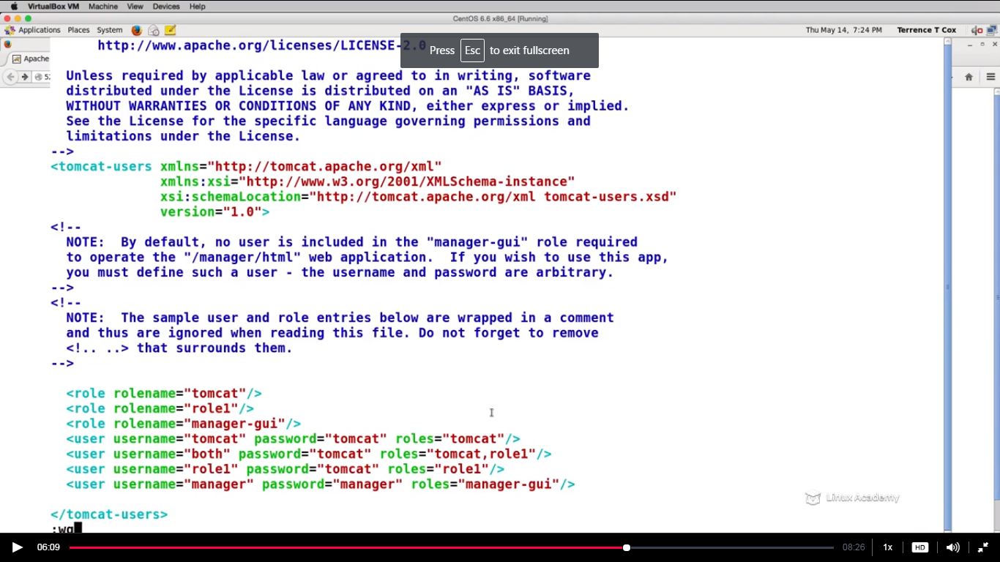 VirtualBox VM Machine View Devices Help
CentOS 6.6 x86_64 [Running]
Applications Places System Thu May 14, 7:24 PM Terrence T Cox
http://www.apache.org/licenses/LICENSE-2.0
Press Esc to exit fullscreen
Apache
52
Unless required by applicable law or agreed to in writing, software
distributed under the License is distributed on an "AS IS" BASIS,
WITHOUT WARRANTIES OR CONDITIONS OF ANY KIND, either express or implied.
See the License for the specific language governing permissions and
limitations under the License.
-->
<tomcat-users xmlns="http://tomcat.apache.org/xml"
xmlns:xsi="http://www.w3.org/2001/XMLSchema-instance"
xsi:schemaLocation="http://tomcat.apache.org/xml tomcat-users.xsd"
version="1.0">
<!--
NOTE:  By default, no user is included in the "manager-gui" role required
to operate the "/manager/html" web application.  If you wish to use this app,
you must define such a user - the username and password are arbitrary.
-->
<!--
NOTE:  The sample user and role entries below are wrapped in a comment
and thus are ignored when reading this file. Do not forget to remove
<!.. ..> that surrounds them.
-->
<role rolename="tomcat"/>
<role rolename="role1"/>
<role rolename="manager-gui"/>
<user username="tomcat" password="tomcat" roles="tomcat"/>
<user username="both" password="tomcat" roles="tomcat,role1"/>
<user username="role1" password="tomcat" roles="role1"/>
<user username="manager" password="manager" roles="manager-gui"/>
Linux Academy
</tomcat-users>
:wq
06:09 08:26 1x HD